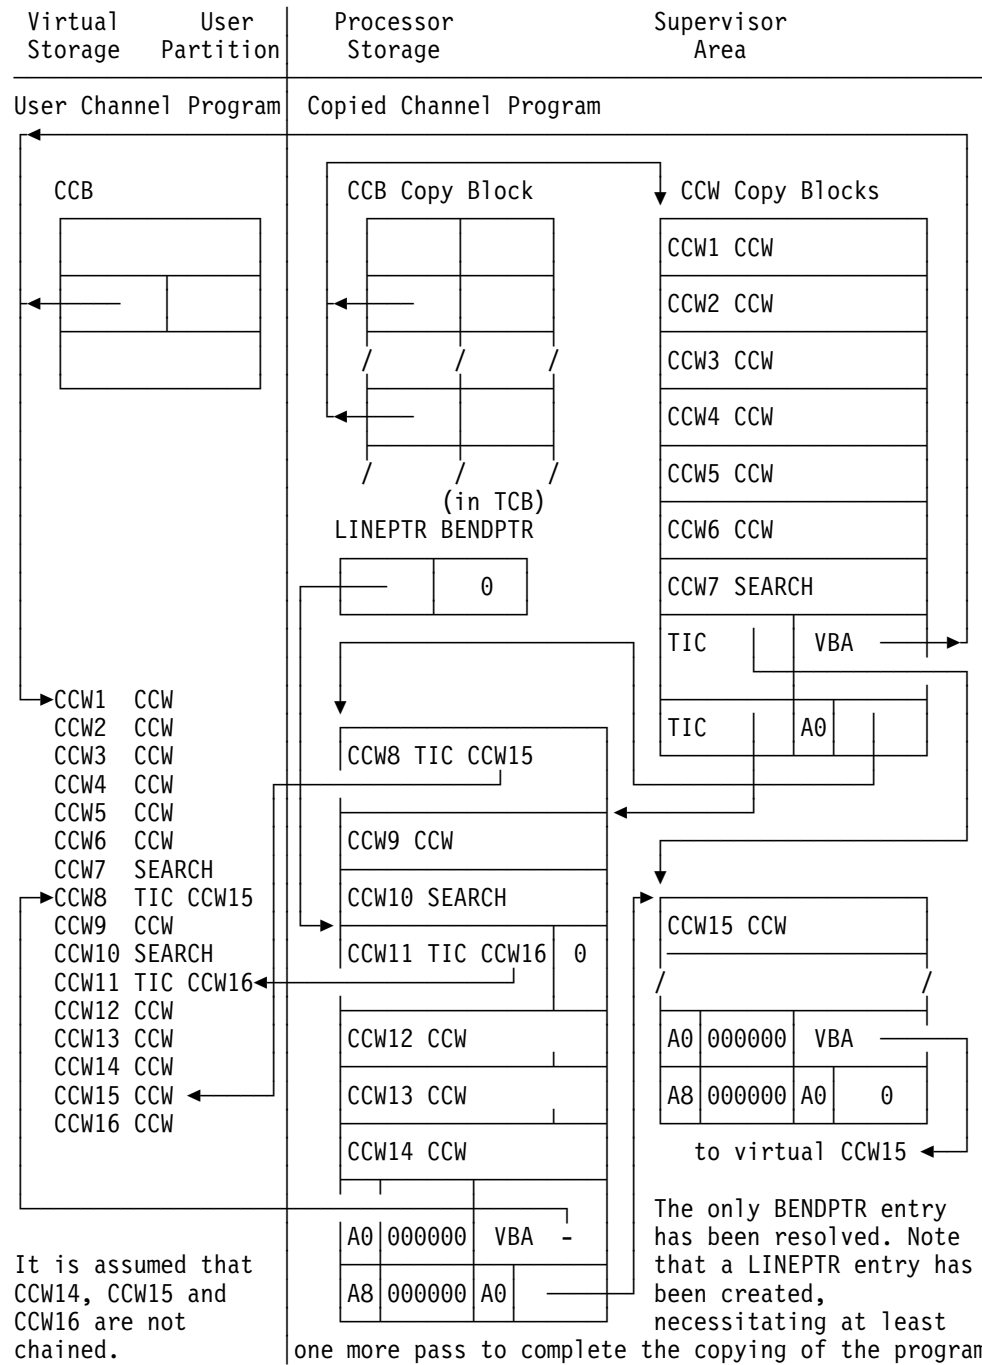 Virtual User Processor Supervisor
Storage Partition Storage Area
User Channel Program Copied Channel Program
CCB CCB Copy Block CCW Copy Blocks
CCW1 CCW
CCW2 CCW
CCW3 CCW
CCW4 CCW
CCW5 CCW
CCW6 CCW
CCW7 SEARCH
TIC VBA
TIC A0
(in TCB)
LINEPTR BENDPTR
0
CCW1 CCW
CCW2 CCW
CCW3 CCW
CCW4 CCW
CCW5 CCW
CCW6 CCW
CCW7 SEARCH
CCW8 TIC CCW15
CCW9 CCW
CCW10 SEARCH
CCW11 TIC CCW16
CCW12 CCW
CCW13 CCW
CCW14 CCW
CCW15 CCW
CCW16 CCW
CCW8 TIC CCW15
CCW9 CCW
CCW10 SEARCH
CCW11 TIC CCW16 0
CCW12 CCW
CCW13 CCW
CCW14 CCW
A0 000000 VBA -
A8 000000 A0
CCW15 CCW
A0 000000 VBA
A8 000000 A0 0
to virtual CCW15
It is assumed that
CCW14, CCW15 and
CCW16 are not
chained.
The only BENDPTR entry
has been resolved. Note
that a LINEPTR entry has
been created,
necessitating at least
one more pass to complete the copying of the program